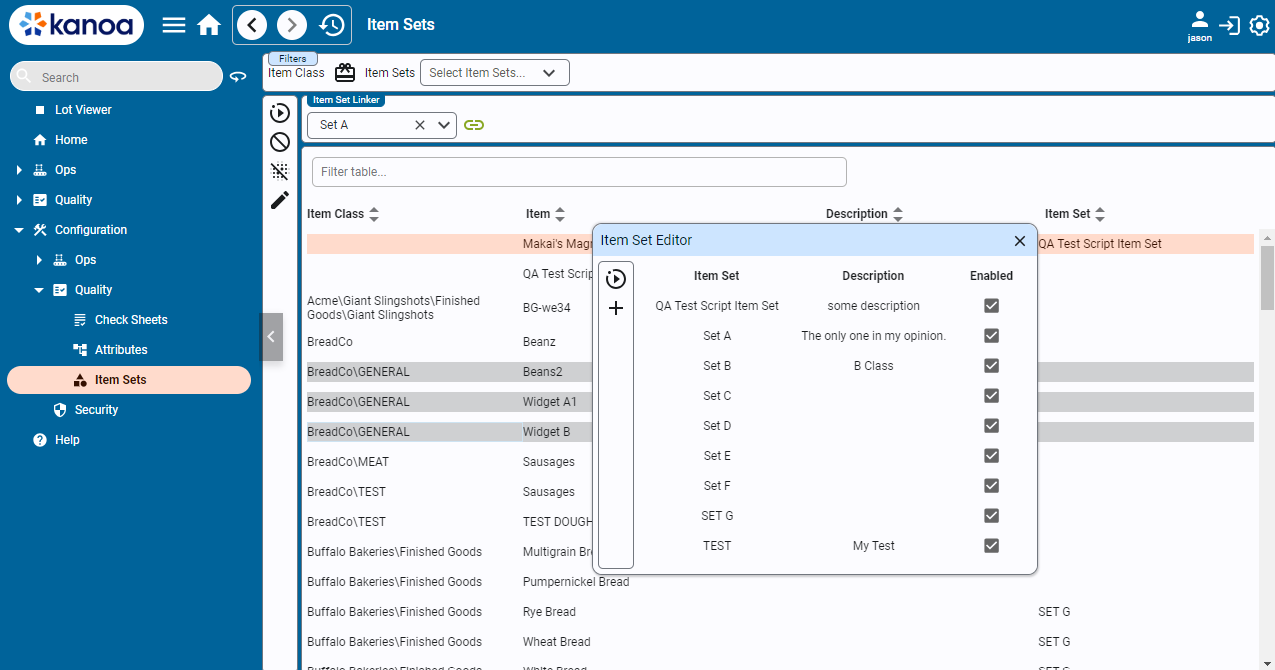 kanoa
Item Sets
jason
Search
Lot Viewer
Home
Ops
Quality
Configuration
Ops
Quality
Check Sheets
Attributes
Item Sets
Security
Help
Filters
Item Class
Item Sets
Select Item Sets...
Item Set Linker
Set A
Filter table...
Item Class Item Description Item Set
Makai's Mag QA Test Script Item Set
QA Test Scrip
Acme\Giant Slingshots\Finished
Goods\Giant Slingshots
BG-we34
BreadCo Beanz
BreadCo\GENERAL Beans2
BreadCo\GENERAL Widget A1
BreadCo\GENERAL Widget B
BreadCo\MEAT Sausages
BreadCo\TEST Sausages
BreadCo\TEST TEST DOUGH
Buffalo Bakeries\Finished Goods Multigrain Br
Buffalo Bakeries\Finished Goods Pumpernickel Bread
Buffalo Bakeries\Finished Goods Rye Bread SET G
Buffalo Bakeries\Finished Goods Wheat Bread SET G
Item Set Editor
Item Set Description Enabled
QA Test Script Item Set some description
Set A The only one in my opinion.
Set B B Class
Set C
Set D
Set E
Set F
SET G
TEST My Test